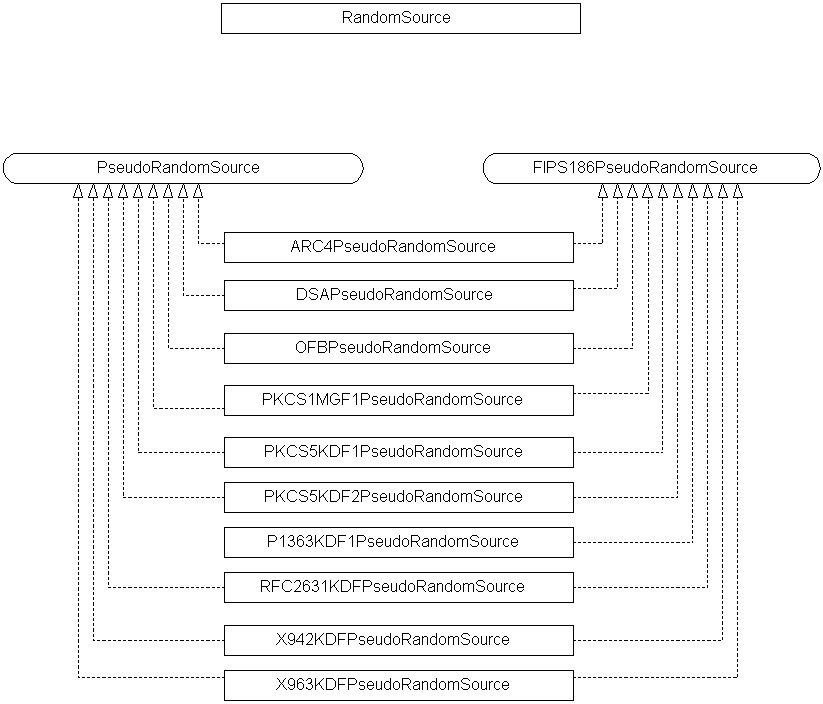 RandomSource
PseudoRandomSource
FIPS186PseudoRandomSource
ARC4PseudoRandomSource
DSAPseudoRandomSource
OFBPseudoRandomSource
PKCS1MGF1PseudoRandomSource
PKCS5KDF1PseudoRandomSource
PKCS5KDF2PseudoRandomSource
P1363KDF1PseudoRandomSource
RFC2631KDFPseudoRandomSource
X942KDFPseudoRandomSource
X963KDFPseudoRandomSource